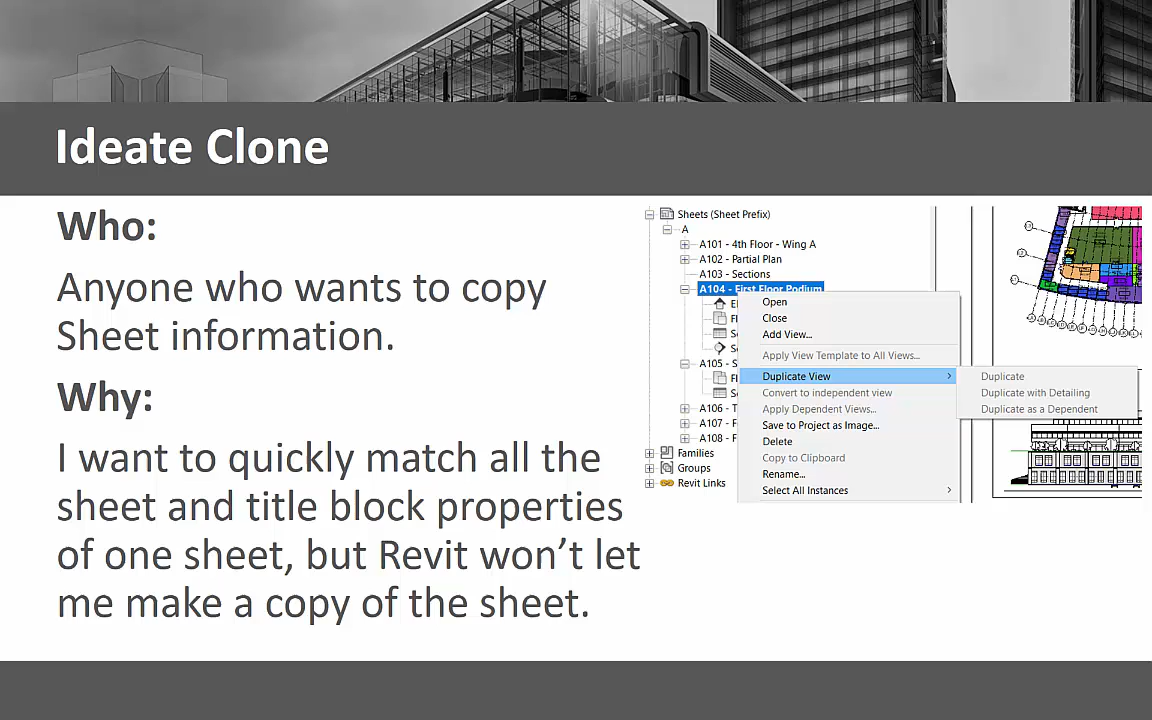 Ideate Clone
Who:
Anyone who wants to copy
Sheet information.
Why:
I want to quickly match all the
sheet and title block properties
of one sheet, but Revit won’t let
me make a copy of the sheet.
Sheets (Sheet Prefix)
A
A101 - 4th Floor - Wing A
A102 - Partial Plan
A103 - Sections
A104 - First Floor Podium
A105 - S
A106 - T
A107 - F
A108 - F
Families
Groups
Revit Links
Open
Close
Add View...
Apply View Template to All Views...
Duplicate View
Convert to independent view
Apply Dependent Views...
Save to Project as Image...
Delete
Copy to Clipboard
Rename...
Select All Instances
Duplicate
Duplicate with Detailing
Duplicate as a Dependent